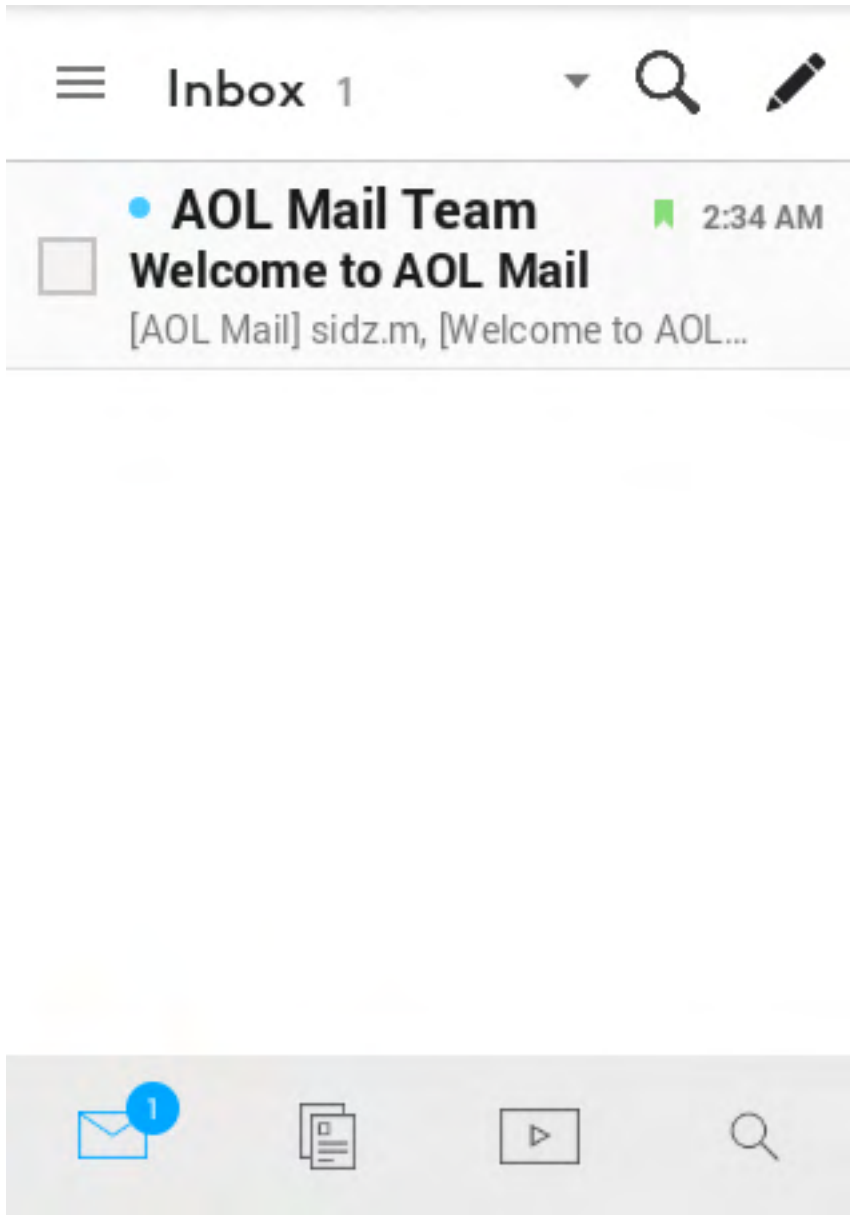 Inbox 1
AOL Mail Team 2:34 AM
Welcome to AOL Mail
[AOL Mail] sidz.m, [Welcome to AOL...
1